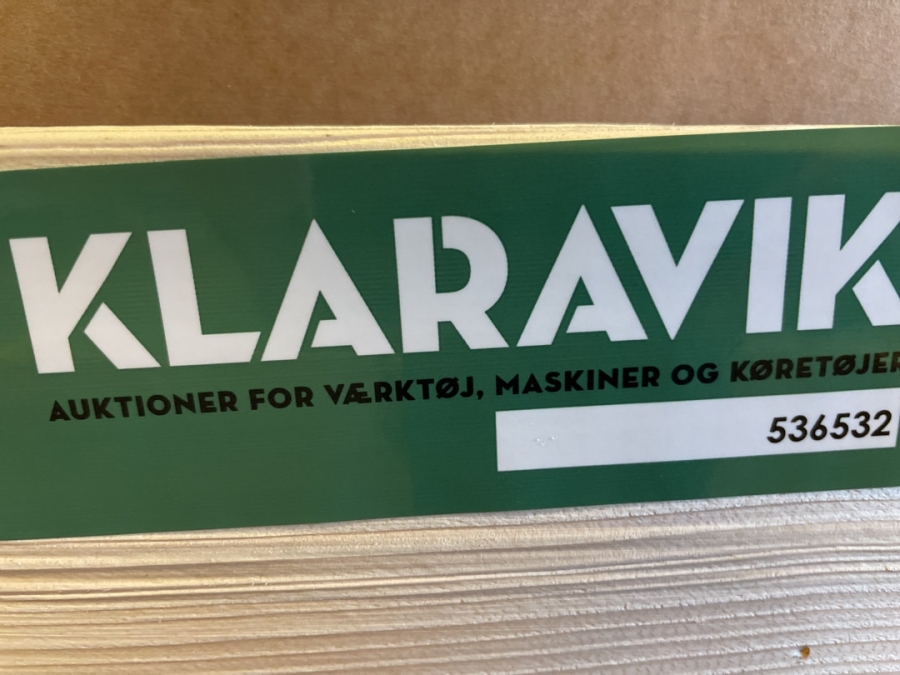 KLARAVIK
AUKTIONER FOR VÆRKTØJ, MASKINER OG KØRETØJER
536532